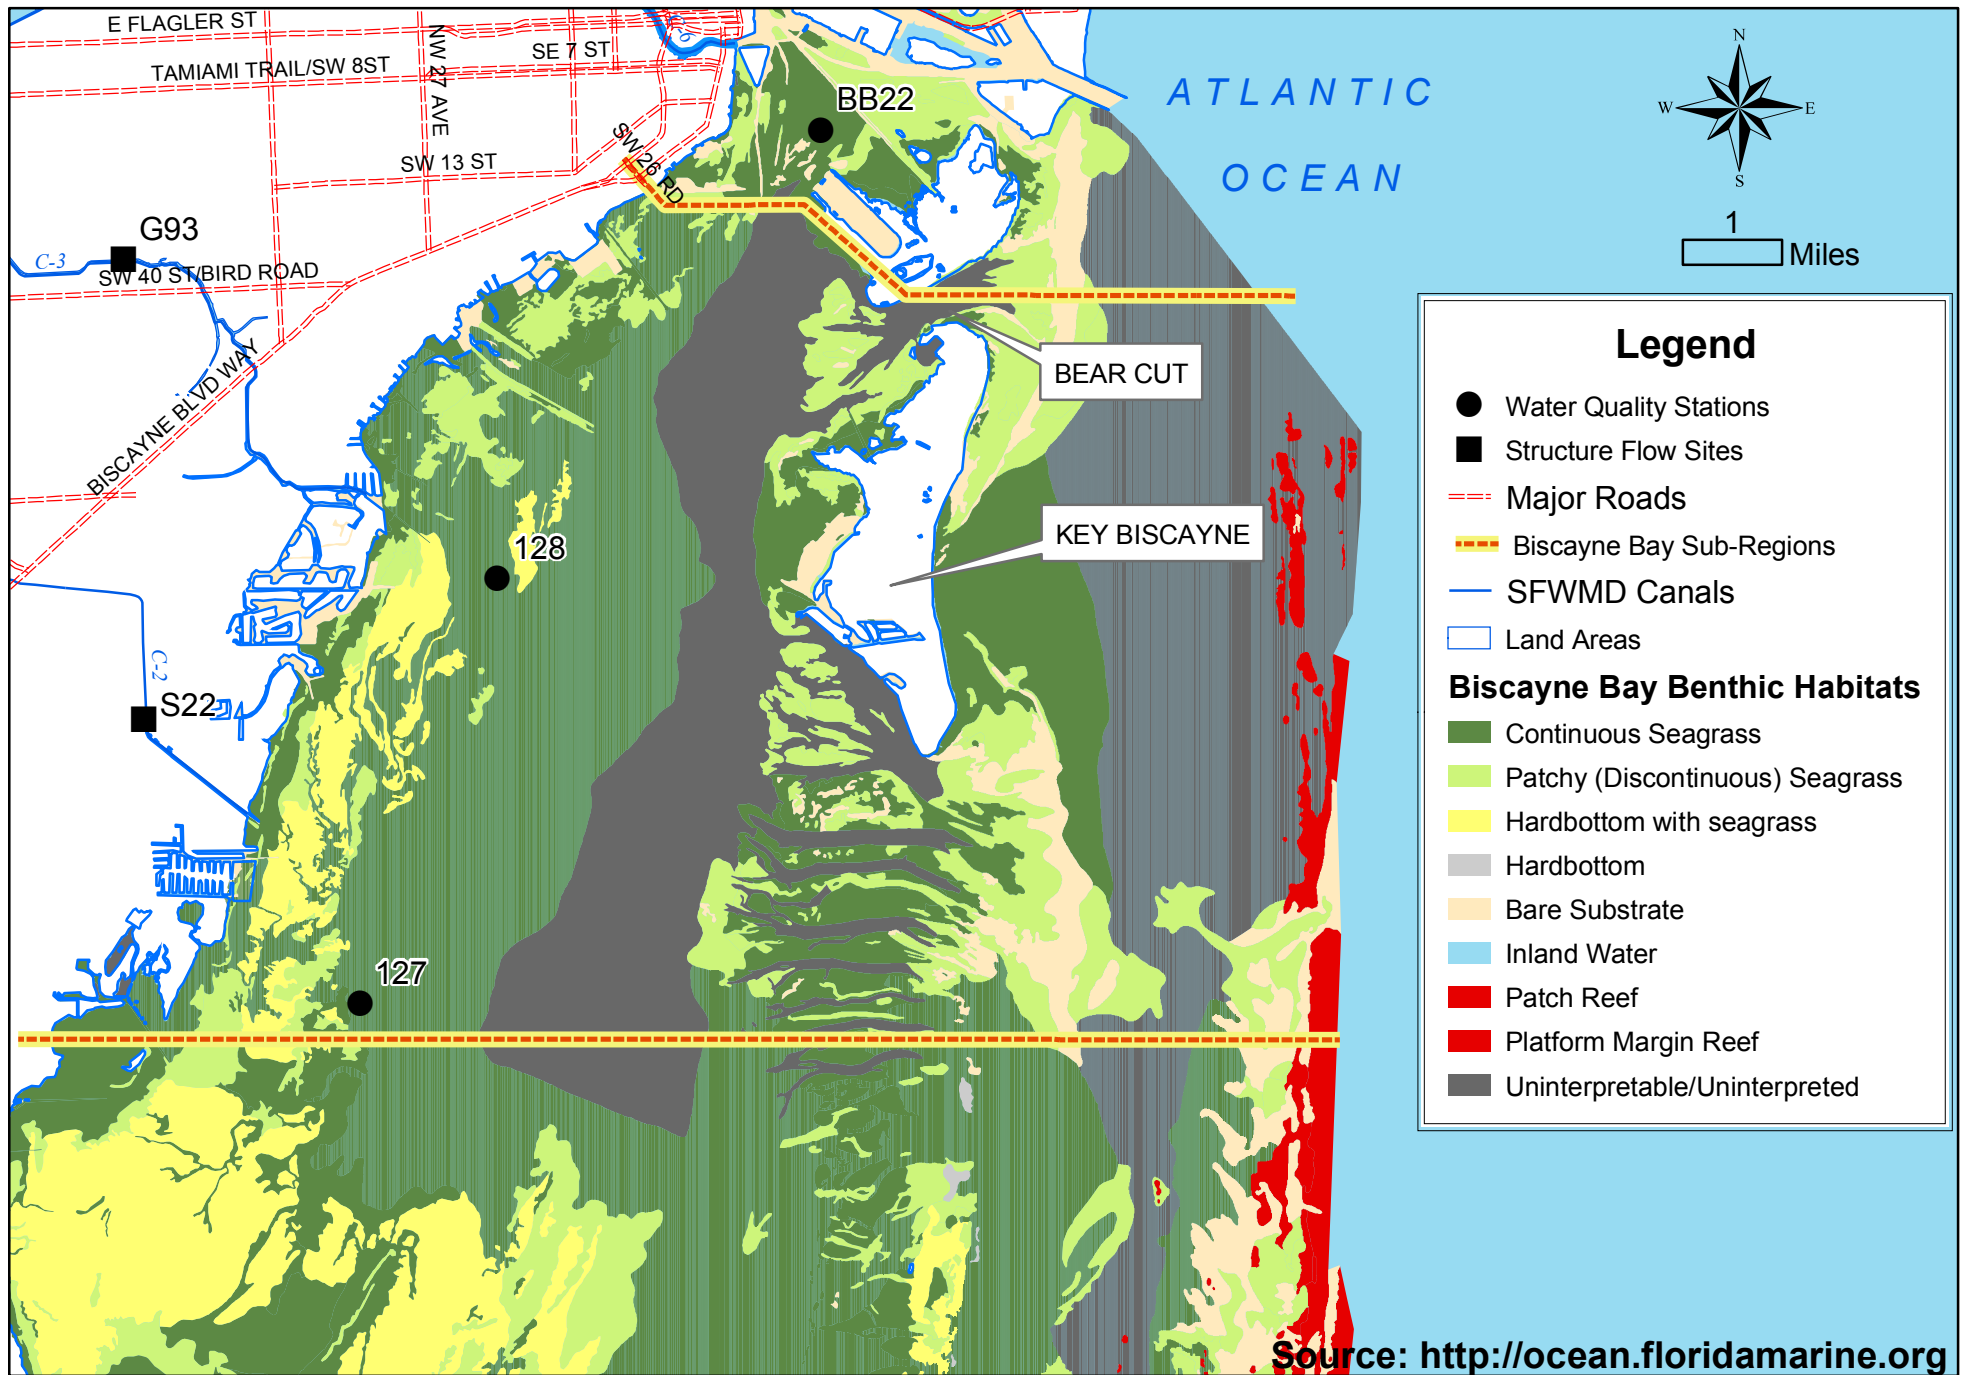 E FLAGLER ST
TAMIAMI TRAIL/SW 8ST
NW 27 AVE
SE 7 ST
C-6
SW 13 ST
SW 26 RD
BB22
ATLANTIC
OCEAN
N
W
E
S
1
Miles
G93
C-3
SW 40 ST/BIRD ROAD
BISCAYNE BLVD WAY
BEAR CUT
KEY BISCAYNE
128
C-2
S22
127
Legend
Water Quality Stations
Structure Flow Sites
Major Roads
Biscayne Bay Sub-Regions
SFWMD Canals
Land Areas
Biscayne Bay Benthic Habitats
Continuous Seagrass
Patchy (Discontinuous) Seagrass
Hardbottom with seagrass
Hardbottom
Bare Substrate
Inland Water
Patch Reef
Platform Margin Reef
Uninterpretable/Uninterpreted
Source: http://ocean.floridamarine.org